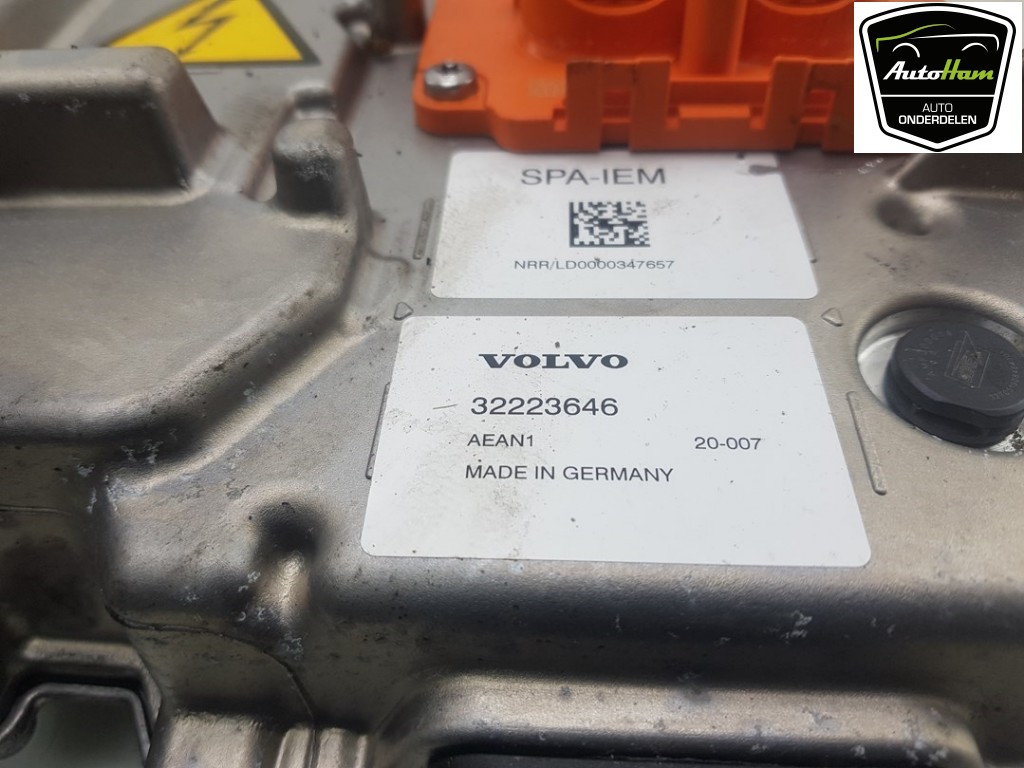 AutoHam
AUTO
ONDERDELEN
SPA-IEM
NRR/LD0000347657
VOLVO
32223646
AEAN1 20-007
MADE IN GERMANY